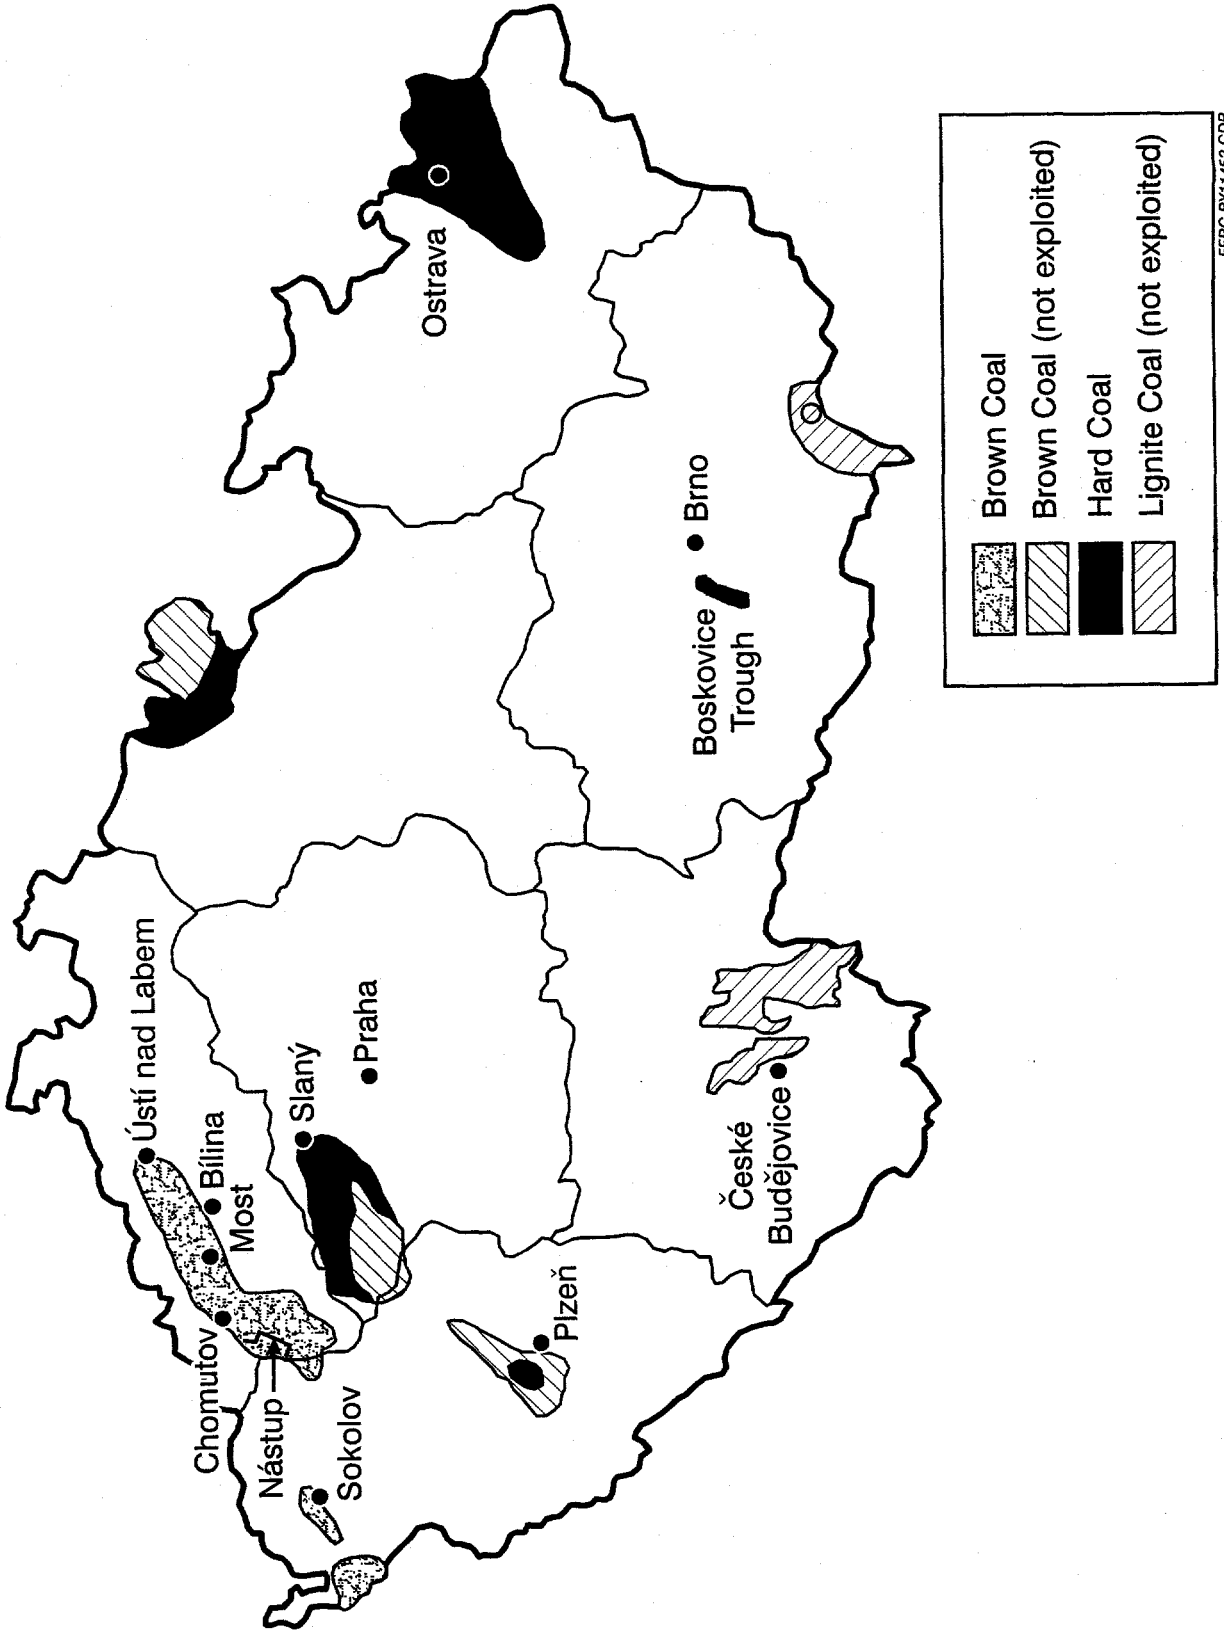 Ústí nad Labem
Bílina
Most
Chomutov
Nástup
Sokolov
Slaný
Praha
Plzeň
České
Budějovice
Boskovice
Trough
Brno
Ostrava
Brown Coal
Brown Coal (not exploited)
Hard Coal
Lignite Coal (not exploited)